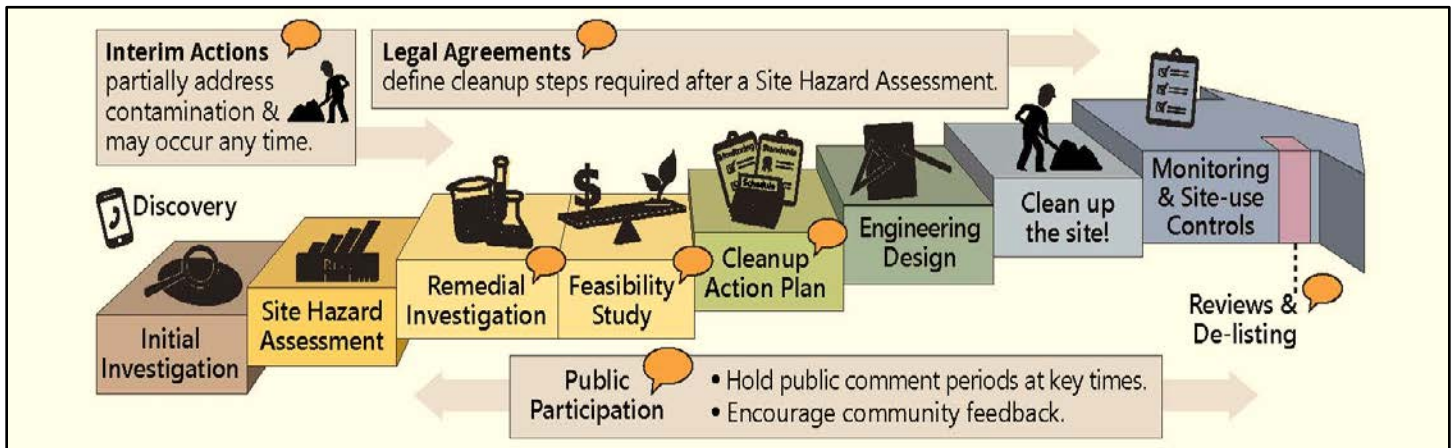 Interim Actions
partially address
contamination &
may occur any time.
Legal Agreements
define cleanup steps required after a Site Hazard Assessment.
Discovery
Initial
Investigation
Site Hazard
Assessment
Remedial
Investigation
$
Feasibility
Study
Monitoring
Standards
Schedule
Cleanup
Action Plan
Engineering
Design
Clean up
the site!
Monitoring
& Site-use
Controls
Reviews &
De-listing
Public
Participation
• Hold public comment periods at key times.
• Encourage community feedback.